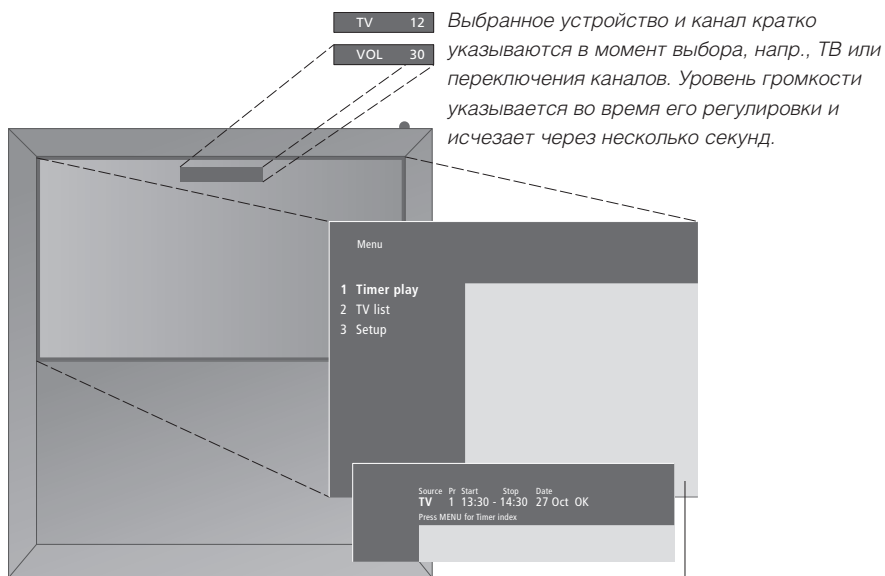 TV 12
VOL 30
Выбранное устройство и канал кратко
указываются в момент выбора, напр., ТВ или
переключения каналов. Уровень громкости
указывается во время его регулировки и
исчезает через несколько секунд.
Menu
1 Timer play
2 TV list
3 Setup
Source Pr Start Stop Date
TV 1 13:30 - 14:30 27 Oct OK
Press MENU for Timer index